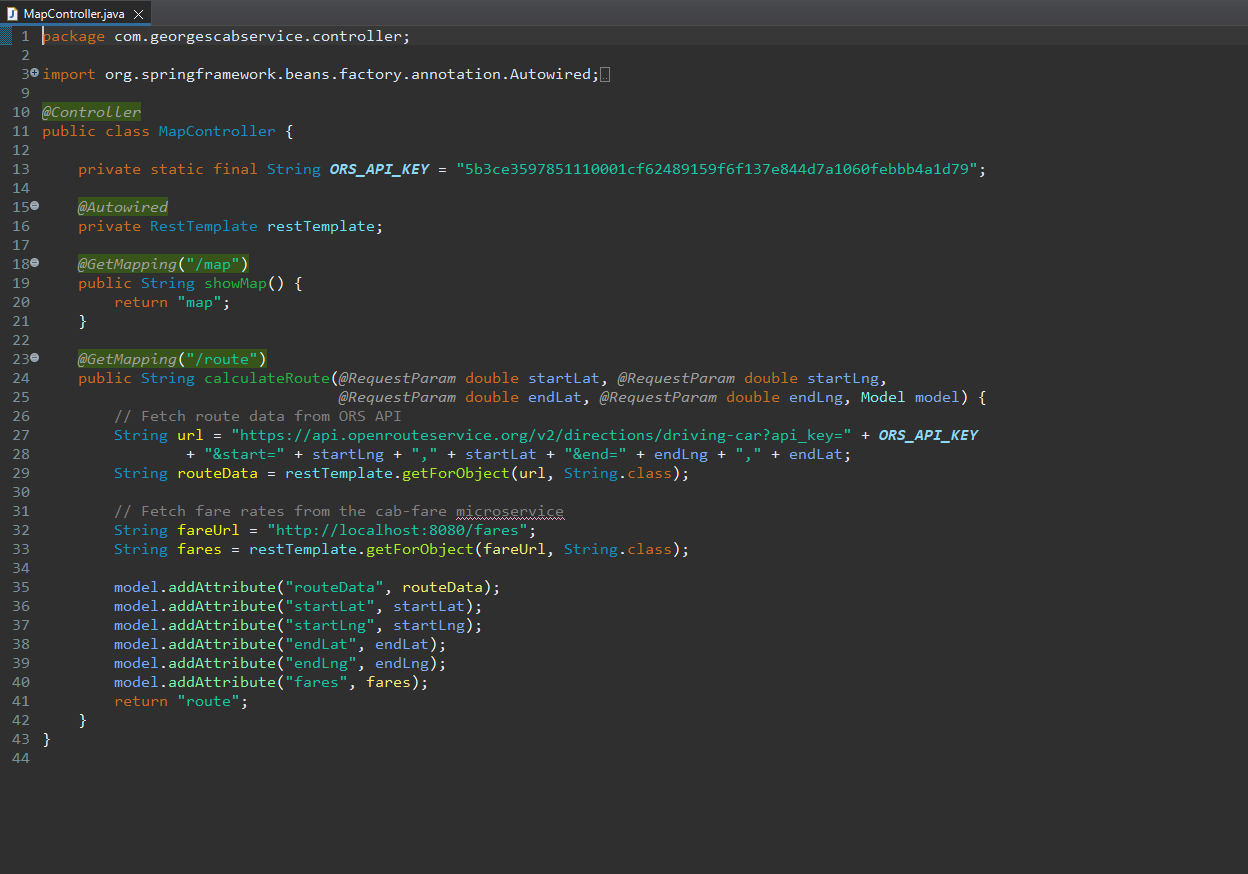 MapController.java
1 package com.georgescabservice.controller;
2
3 import org.springframework.beans.factory.annotation.Autowired;
9
10 @Controller
11 public class MapController {
12
13     private static final String ORS_API_KEY = "5b3ce3597851110001cf62489159f6f137e844d7a1060febbb4a1d79";
14
15     @Autowired
16     private RestTemplate restTemplate;
17
18     @GetMapping("/map")
19     public String showMap() {
20         return "map";
21     }
22
23     @GetMapping("/route")
24     public String calculateRoute(@RequestParam double startLat, @RequestParam double startLng,
25                                  @RequestParam double endLat, @RequestParam double endLng, Model model) {
26         // Fetch route data from ORS API
27         String url = "https://api.openrouteservice.org/v2/directions/driving-car?api_key=" + ORS_API_KEY
28                 + "&start=" + startLng + "," + startLat + "&end=" + endLng + "," + endLat;
29         String routeData = restTemplate.getForObject(url, String.class);
30
31         // Fetch fare rates from the cab-fare microservice
32         String fareUrl = "http://localhost:8080/fares";
33         String fares = restTemplate.getForObject(fareUrl, String.class);
34
35         model.addAttribute("routeData", routeData);
36         model.addAttribute("startLat", startLat);
37         model.addAttribute("startLng", startLng);
38         model.addAttribute("endLat", endLat);
39         model.addAttribute("endLng", endLng);
40         model.addAttribute("fares", fares);
41         return "route";
42     }
43 }
44